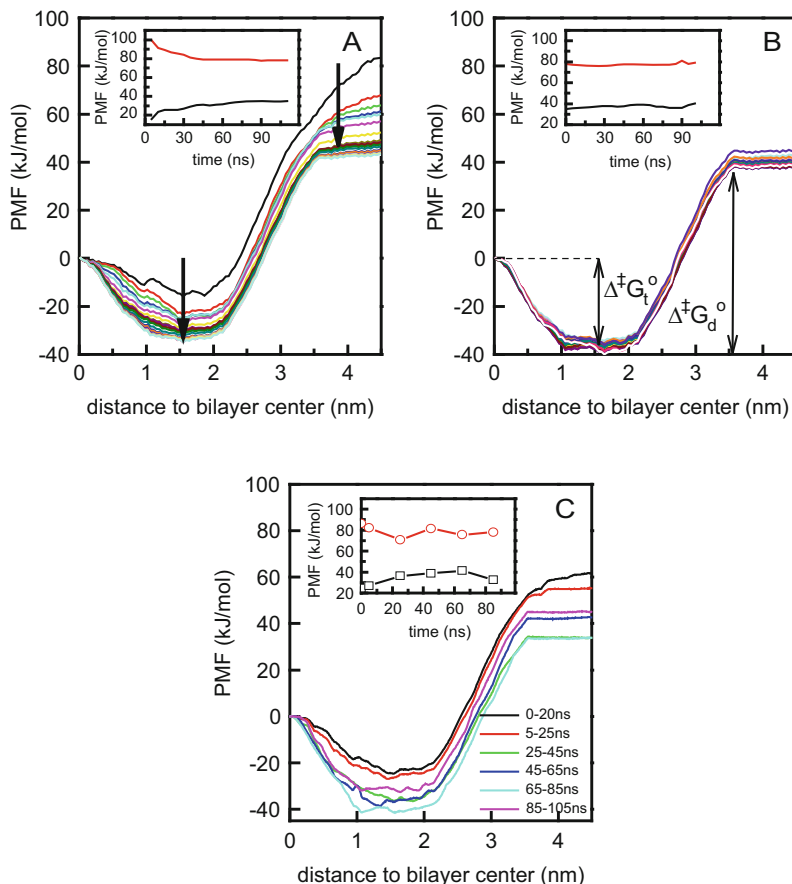 A
100
80
60
40
20
0
-20
-40
PMF (kJ/mol)
0 1 2 3 4
distance to bilayer center (nm)
PMF (kJ/mol)
100
80
60
40
20
0 30 60 90
time (ns)
B
100
80
60
40
20
0
-20
-40
PMF (kJ/mol)
0 1 2 3 4
distance to bilayer center (nm)
PMF (kJ/mol)
100
80
60
40
20
0 30 60 90
time (ns)
Δ‡Gtº
Δ‡Gdº
C
100
80
60
40
20
0
-20
-40
PMF (kJ/mol)
0 1 2 3 4
distance to bilayer center (nm)
PMF (kJ/mol)
100
80
60
40
20
0 20 40 60 80
time (ns)
0-20ns
5-25ns
25-45ns
45-65ns
65-85ns
85-105ns